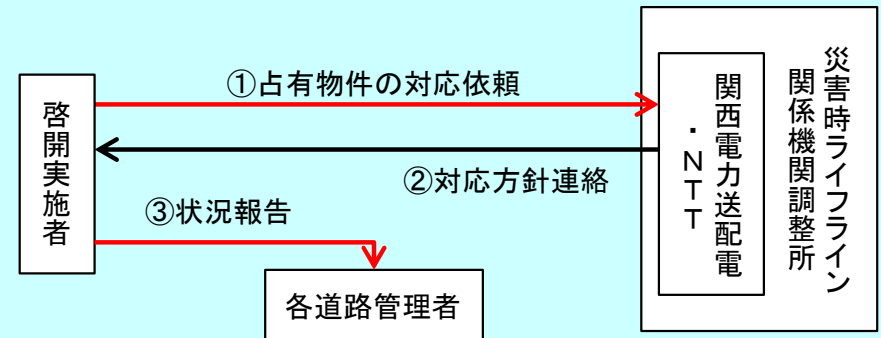 啓開実施者
①占有物件の対応依頼
②対応方針連絡
③状況報告
各道路管理者
関西電力送配電
・NTT
災害時ライフライン
関係機関調整所